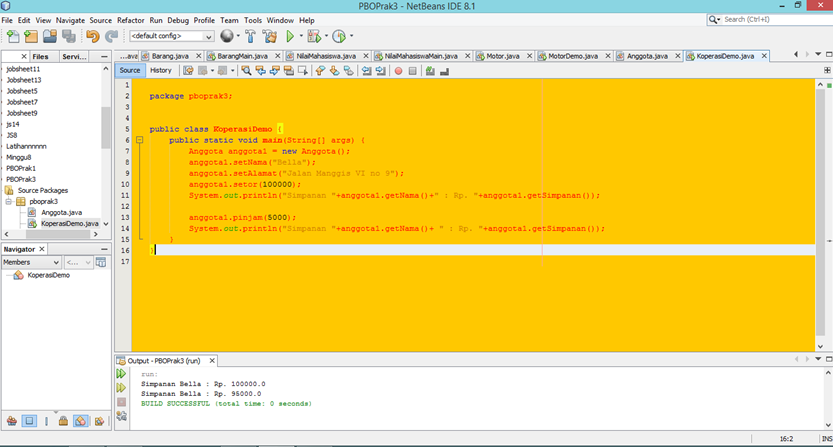 PBOPrak3 - NetBeans IDE 8.1
File Edit View Navigate Source Refactor Run Debug Profile Team Tools Window Help
Search (Ctrl+I)
<default config>
Files Servi...
...ava Barang.java BarangMain.java NilaiMahasiswa.java NilaiMahasiswaMain.java Motor.java MotorDemo.java Anggota.java KoperasiDemo.java
Source History
jobsheet11
Jobsheet13
Jobsheet5
Jobsheet7
Jobsheet9
js14
JS8
Latihannnnnn
Minggu8
PBOPrak1
PBOPrak3
Source Packages
pboprak3
Anggota.java
KoperasiDemo.java
Navigator
Members <...
KoperasiDemo
1
2 package pboprak3;
3
4
5 public class KoperasiDemo {
6 public static void main(String[] args) {
7 Anggota anggota1 = new Anggota();
8 anggota1.setNama("Bella");
9 anggota1.setAlamat("Jalan Manggis VI no 9");
10 anggota1.setor(100000);
11 System.out.println("Simpanan "+anggota1.getNama()+" : Rp. "+anggota1.getSimpanan());
12
13 anggota1.pinjam(5000);
14 System.out.println("Simpanan "+anggota1.getNama()+ " : Rp. "+anggota1.getSimpanan());
15 }
16 }
17
Output - PBOPrak3 (run)
run:
Simpanan Bella : Rp. 100000.0
Simpanan Bella : Rp. 95000.0
BUILD SUCCESSFUL (total time: 0 seconds)
16:2 INS